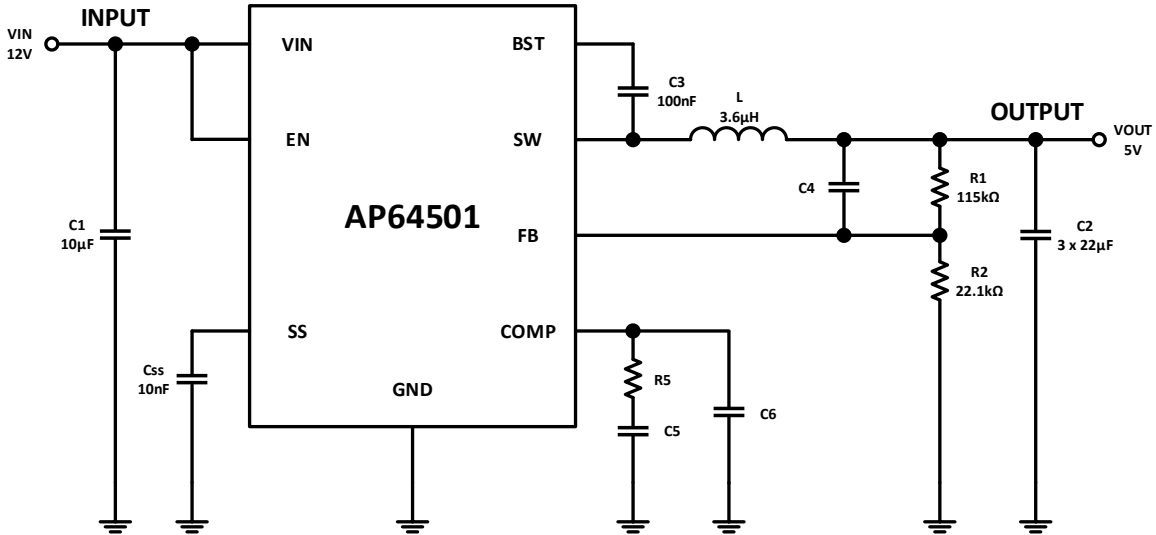 INPUT
VIN
12V
C1
10µF
Css
10nF
VIN
EN
SS
AP64501
GND
BST
SW
FB
COMP
C3
100nF
L
3.6µH
OUTPUT
VOUT
5V
C4
R1
115kΩ
R2
22.1kΩ
C2
3 x 22µF
R5
C5
C6